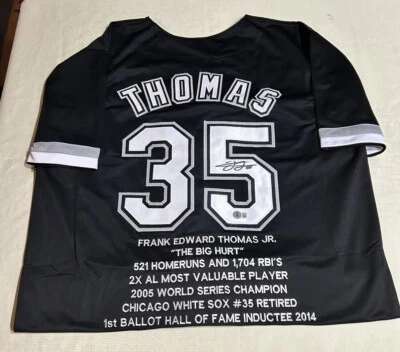 THOMAS
35
FRANK EDWARD THOMAS JR.
"THE BIG HURT"
521 HOMERUNS AND 1,704 RBI'S
2X AL MOST VALUABLE PLAYER
2005 WORLD SERIES CHAMPION
CHICAGO WHITE SOX #35 RETIRED
1st BALLOT HALL OF FAME INDUCTEE 2014